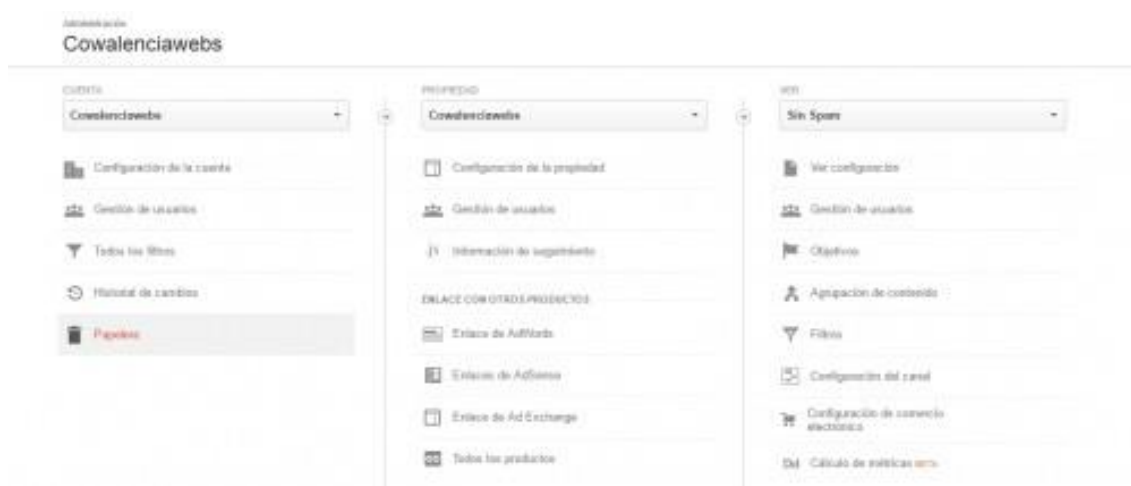 Administración
Cowalenciawebs
CUENTA
Cowalenciawebs
Configuración de la cuenta
Gestión de usuarios
Todos los filtros
Historial de cambios
Papelera
PROPIEDAD
Cowalenciawebs
Configuración de la propiedad
Gestión de usuarios
Información de seguimiento
ENLACE CON OTROS PRODUCTOS
Enlace de AdWords
Enlaces de AdSense
Enlace de Ad Exchange
Todos los productos
VER
Sin Spam
Ver configuración
Gestión de usuarios
Objetivos
Agrupación de contenido
Filtros
Configuración del canal
Configuración de comercio
electrónico
Dd Cálculo de métricas BETA